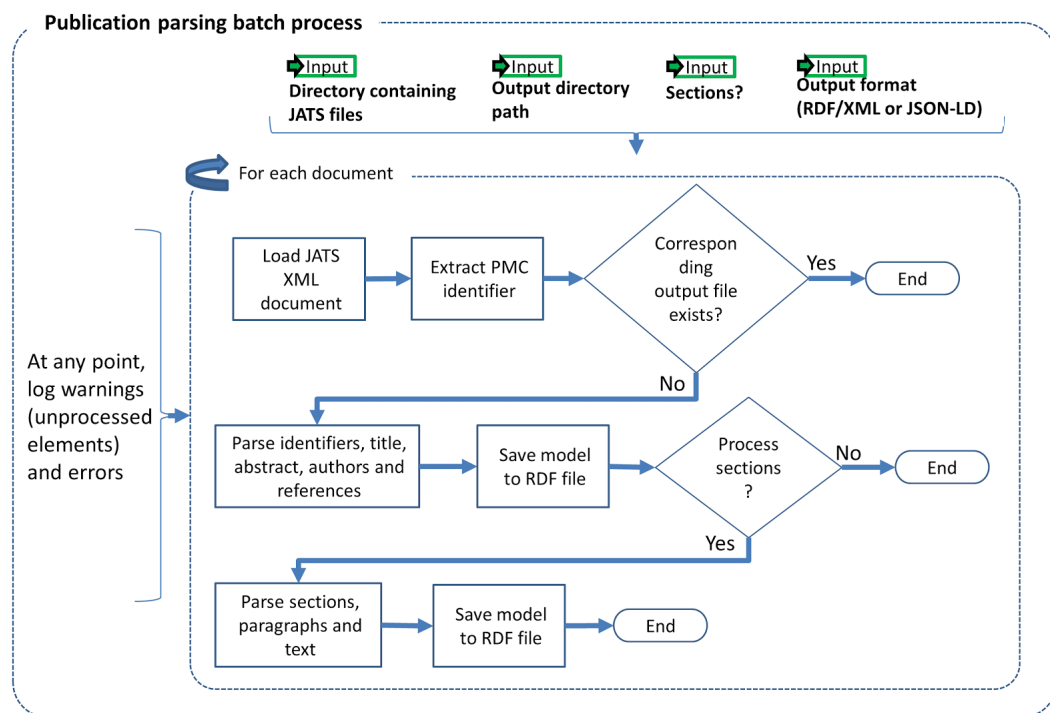 Publication parsing batch process
Input
Directory containing
JATS files
Input
Output directory
path
Input
Sections?
Input
Output format
(RDF/XML or JSON-LD)
For each document
Load JATS
XML
document
Extract PMC
identifier
Correspon
ding
output file
exists?
Yes
End
No
At any point,
log warnings
(unprocessed
elements)
and errors
Parse identifiers, title,
abstract, authors and
references
Save model
to RDF file
Process
sections
?
No
End
Yes
Parse sections,
paragraphs and
text
Save model
to RDF file
End